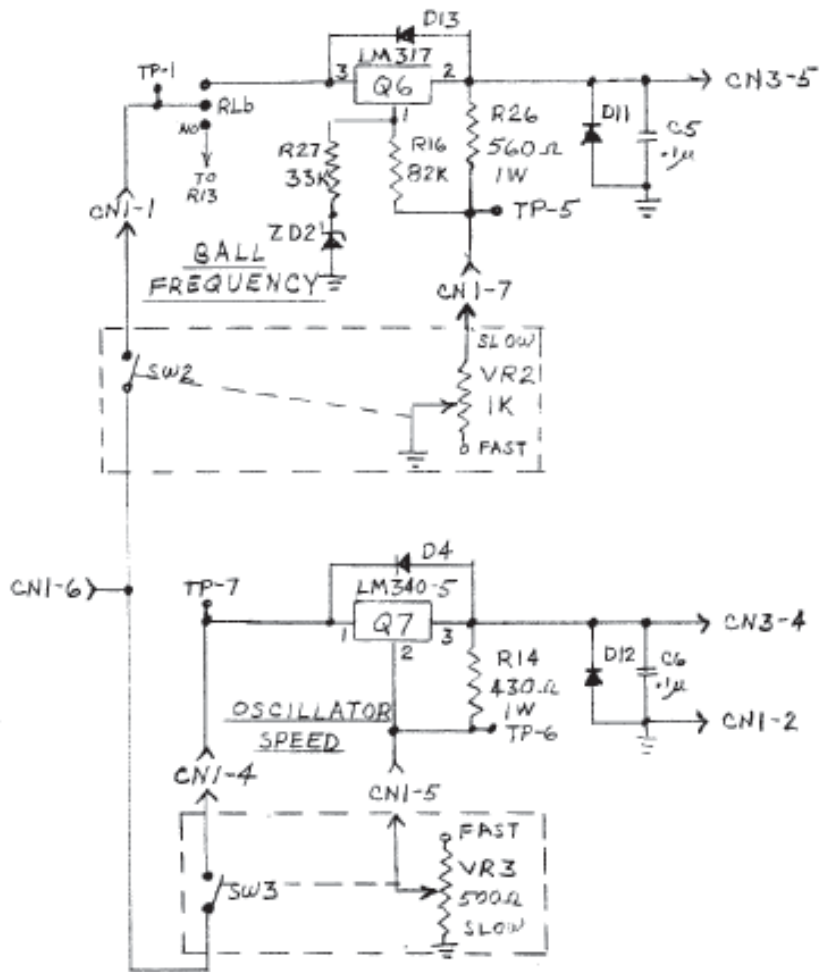 D13
LM317
TP-1
3
Q6
2
CN3-5
RLb
1
NO
R27
33K
R16
82K
R26
560Ω
1W
D11
C5
.1μ
TO
R13
TP-5
CN1-1
ZD2
BALL
FREQUENCY
CN1-7
SLOW
SW2
VR2
1K
FAST
D4
CN1-6
TP-7
LM340-5
1
Q7
3
CN3-4
2
R14
430Ω
1W
D12
C6
.1μ
OSCILLATOR
SPEED
TP-6
CN1-2
CN1-4
CN1-5
FAST
SW3
VR3
500Ω
SLOW